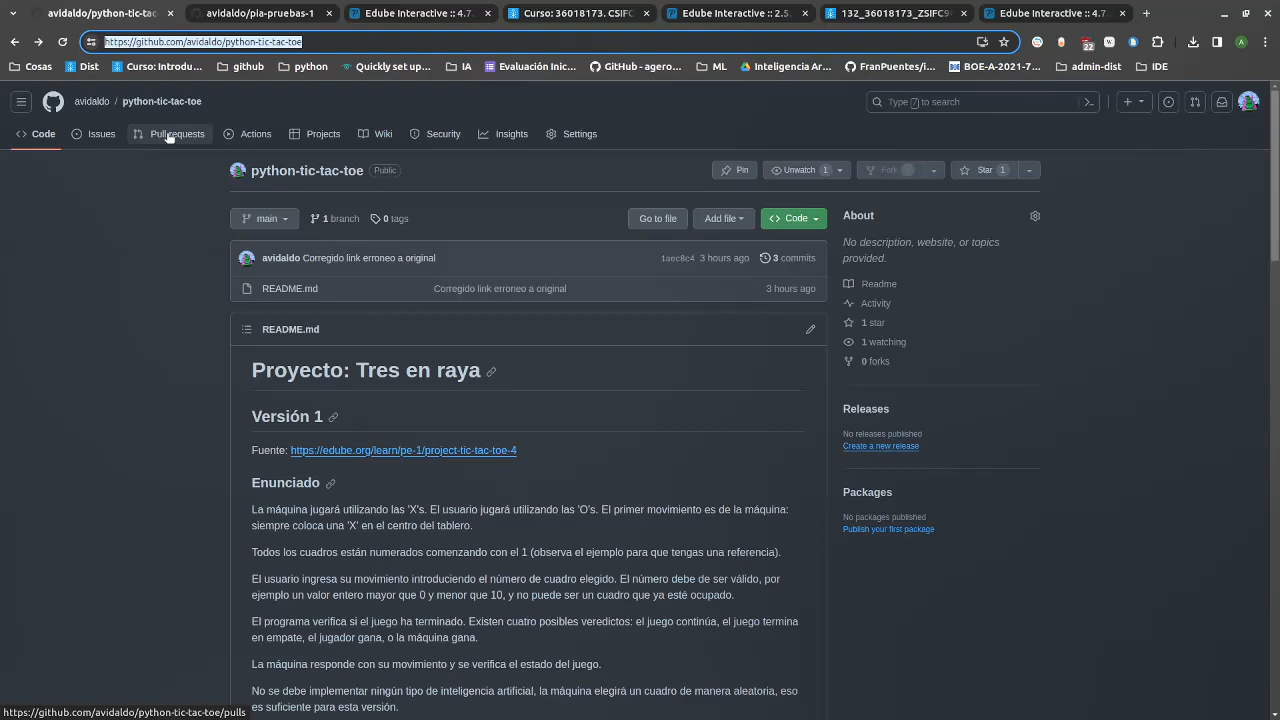 avidaldo/python-tic-tac-
avidaldo/pia-pruebas-1
Edube Interactive :: 4.7.
Curso: 36018173. CSIFC
Edube Interactive :: 2.5.
132_36018173_ZSIFC9
Edube Interactive :: 4.7.
https://github.com/avidaldo/python-tic-tac-toe
22
A
Cosas
Dist
Curso: Introdu...
github
python
Quickly set up,...
IA
Evaluación Inic...
GitHub - agero...
ML
Inteligencia Ar...
FranPuentes/...
BOE-A-2021-7...
admin-dist
IDE
avidaldo / python-tic-tac-toe
Type / to search
Code
Issues
Pull requests
Actions
Projects
Wiki
Security
Insights
Settings
python-tic-tac-toe
Public
Pin
Unwatch 1
Fork
Star 1
main
1 branch
0 tags
Go to file
Add file
Code
avidaldo Corregido link erroneo a original
1aec8c4 3 hours ago
3 commits
README.md
Corregido link erroneo a original
3 hours ago
README.md
Proyecto: Tres en raya
Versión 1
Fuente: https://edube.org/learn/pe-1/project-tic-tac-toe-4
Enunciado
La máquina jugará utilizando las 'X's. El usuario jugará utilizando las 'O's. El primer movimiento es de la máquina:
siempre coloca una 'X' en el centro del tablero.
Todos los cuadros están numerados comenzando con el 1 (observa el ejemplo para que tengas una referencia).
El usuario ingresa su movimiento introduciendo el número de cuadro elegido. El número debe de ser válido, por
ejemplo un valor entero mayor que 0 y menor que 10, y no puede ser un cuadro que ya esté ocupado.
El programa verifica si el juego ha terminado. Existen cuatro posibles veredictos: el juego continúa, el juego termina
en empate, el jugador gana, o la máquina gana.
La máquina responde con su movimiento y se verifica el estado del juego.
No se debe implementar ningún tipo de inteligencia artificial, la máquina elegirá un cuadro de manera aleatoria, eso
es suficiente para esta versión.
About
No description, website, or topics
provided.
Readme
Activity
1 star
1 watching
0 forks
Releases
No releases published
Create a new release
Packages
No packages published
Publish your first package
https://github.com/avidaldo/python-tic-tac-toe/pulls